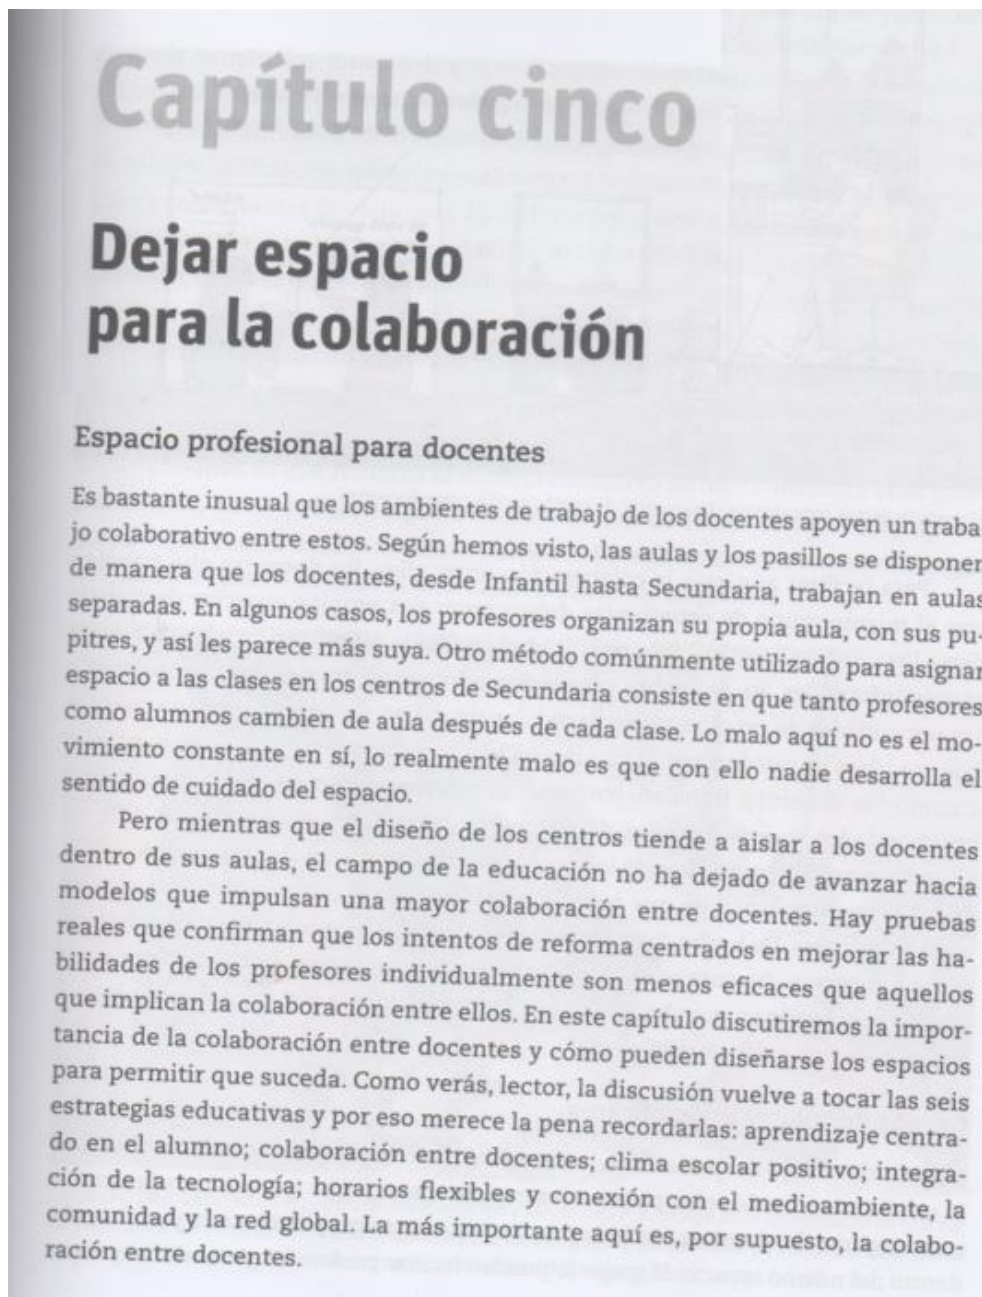 Capítulo cinco
Dejar espacio
para la colaboración
Espacio profesional para docentes
Es bastante inusual que los ambientes de trabajo de los docentes apoyen un traba-
jo colaborativo entre estos. Según hemos visto, las aulas y los pasillos se disponen
de manera que los docentes, desde Infantil hasta Secundaria, trabajan en aulas
separadas. En algunos casos, los profesores organizan su propia aula, con sus pu-
pitres, y así les parece más suya. Otro método comúnmente utilizado para asignar
espacio a las clases en los centros de Secundaria consiste en que tanto profesores
como alumnos cambien de aula después de cada clase. Lo malo aquí no es el mo-
vimiento constante en sí, lo realmente malo es que con ello nadie desarrolla el
sentido de cuidado del espacio.
Pero mientras que el diseño de los centros tiende a aislar a los docentes
dentro de sus aulas, el campo de la educación no ha dejado de avanzar hacia
modelos que impulsan una mayor colaboración entre docentes. Hay pruebas
reales que confirman que los intentos de reforma centrados en mejorar las ha-
bilidades de los profesores individualmente son menos eficaces que aquellos
que implican la colaboración entre ellos. En este capítulo discutiremos la impor-
tancia de la colaboración entre docentes y cómo pueden diseñarse los espacios
para permitir que suceda. Como verás, lector, la discusión vuelve a tocar las seis
estrategias educativas y por eso merece la pena recordarlas: aprendizaje centra-
do en el alumno; colaboración entre docentes; clima escolar positivo; integra-
ción de la tecnología; horarios flexibles y conexión con el medioambiente, la
comunidad y la red global. La más importante aquí es, por supuesto, la colabo-
ración entre docentes.